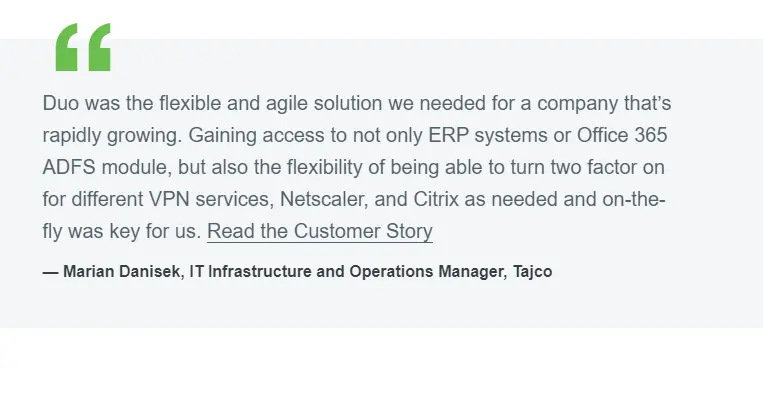 Duo was the flexible and agile solution we needed for a company that's
rapidly growing. Gaining access to not only ERP systems or Office 365
ADFS module, but also the flexibility of being able to turn two factor on
for different VPN services, Netscaler, and Citrix as needed and on-the-
fly was key for us. Read the Customer Story
— Marian Danisek, IT Infrastructure and Operations Manager, Tajco